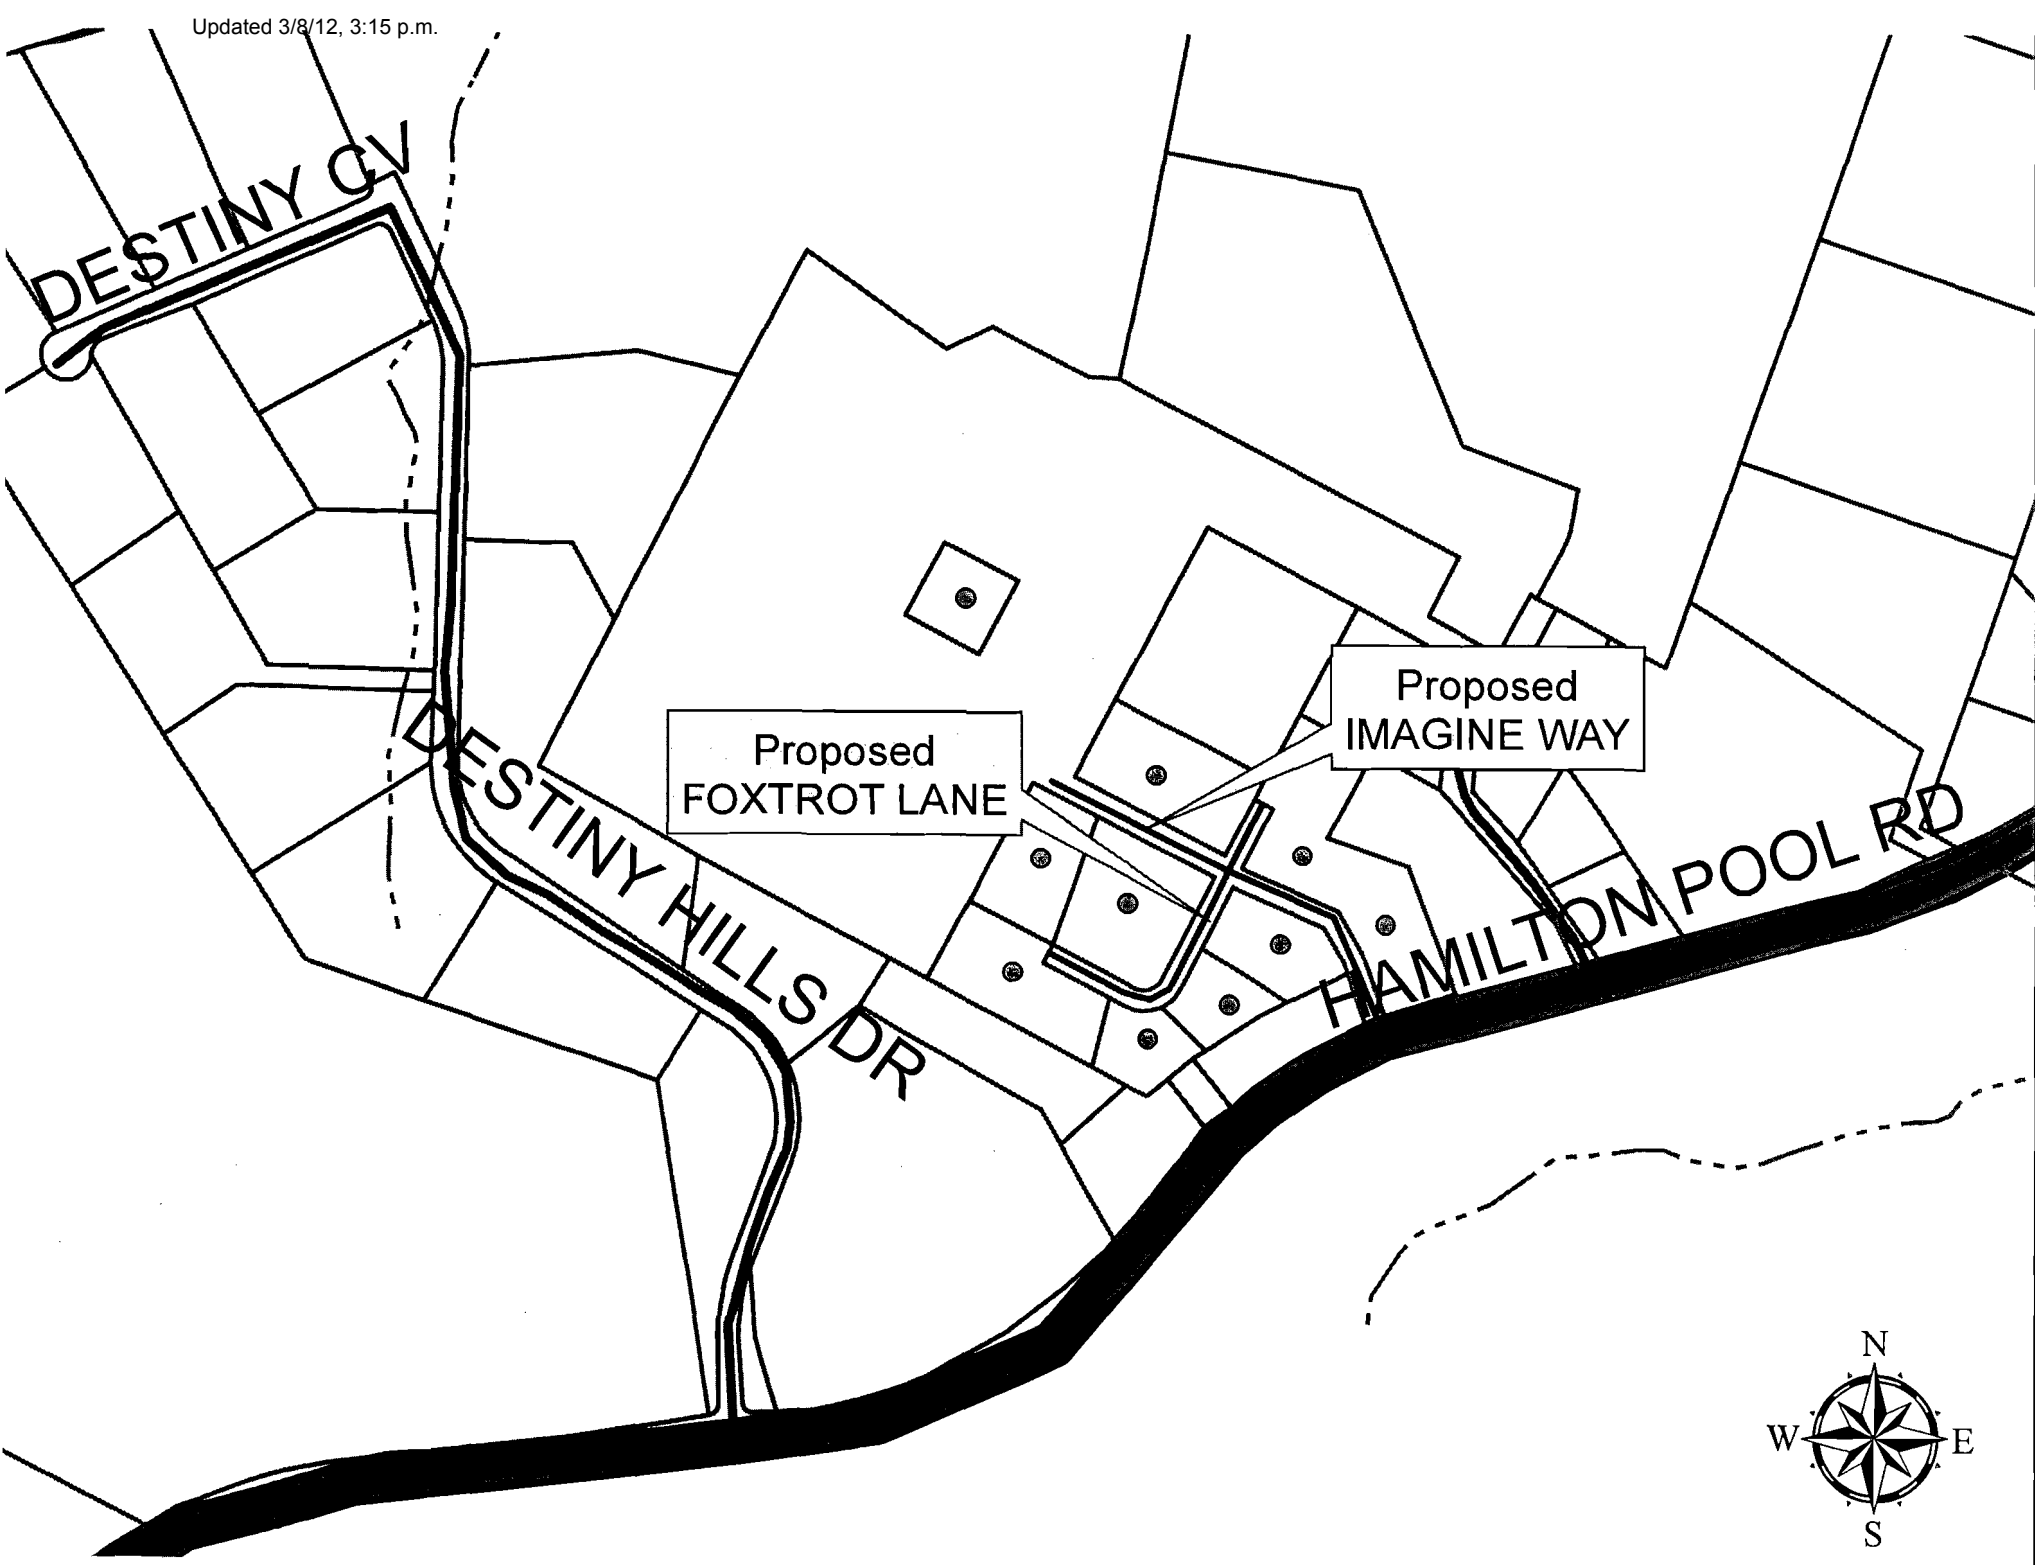 Updated 3/8/12, 3:15 p.m.
DESTINY CV
Proposed
IMAGINE WAY
Proposed
FOXTROT LANE
DESTINY HILLS DR
HAMILTON POOL RD
N
W E
S